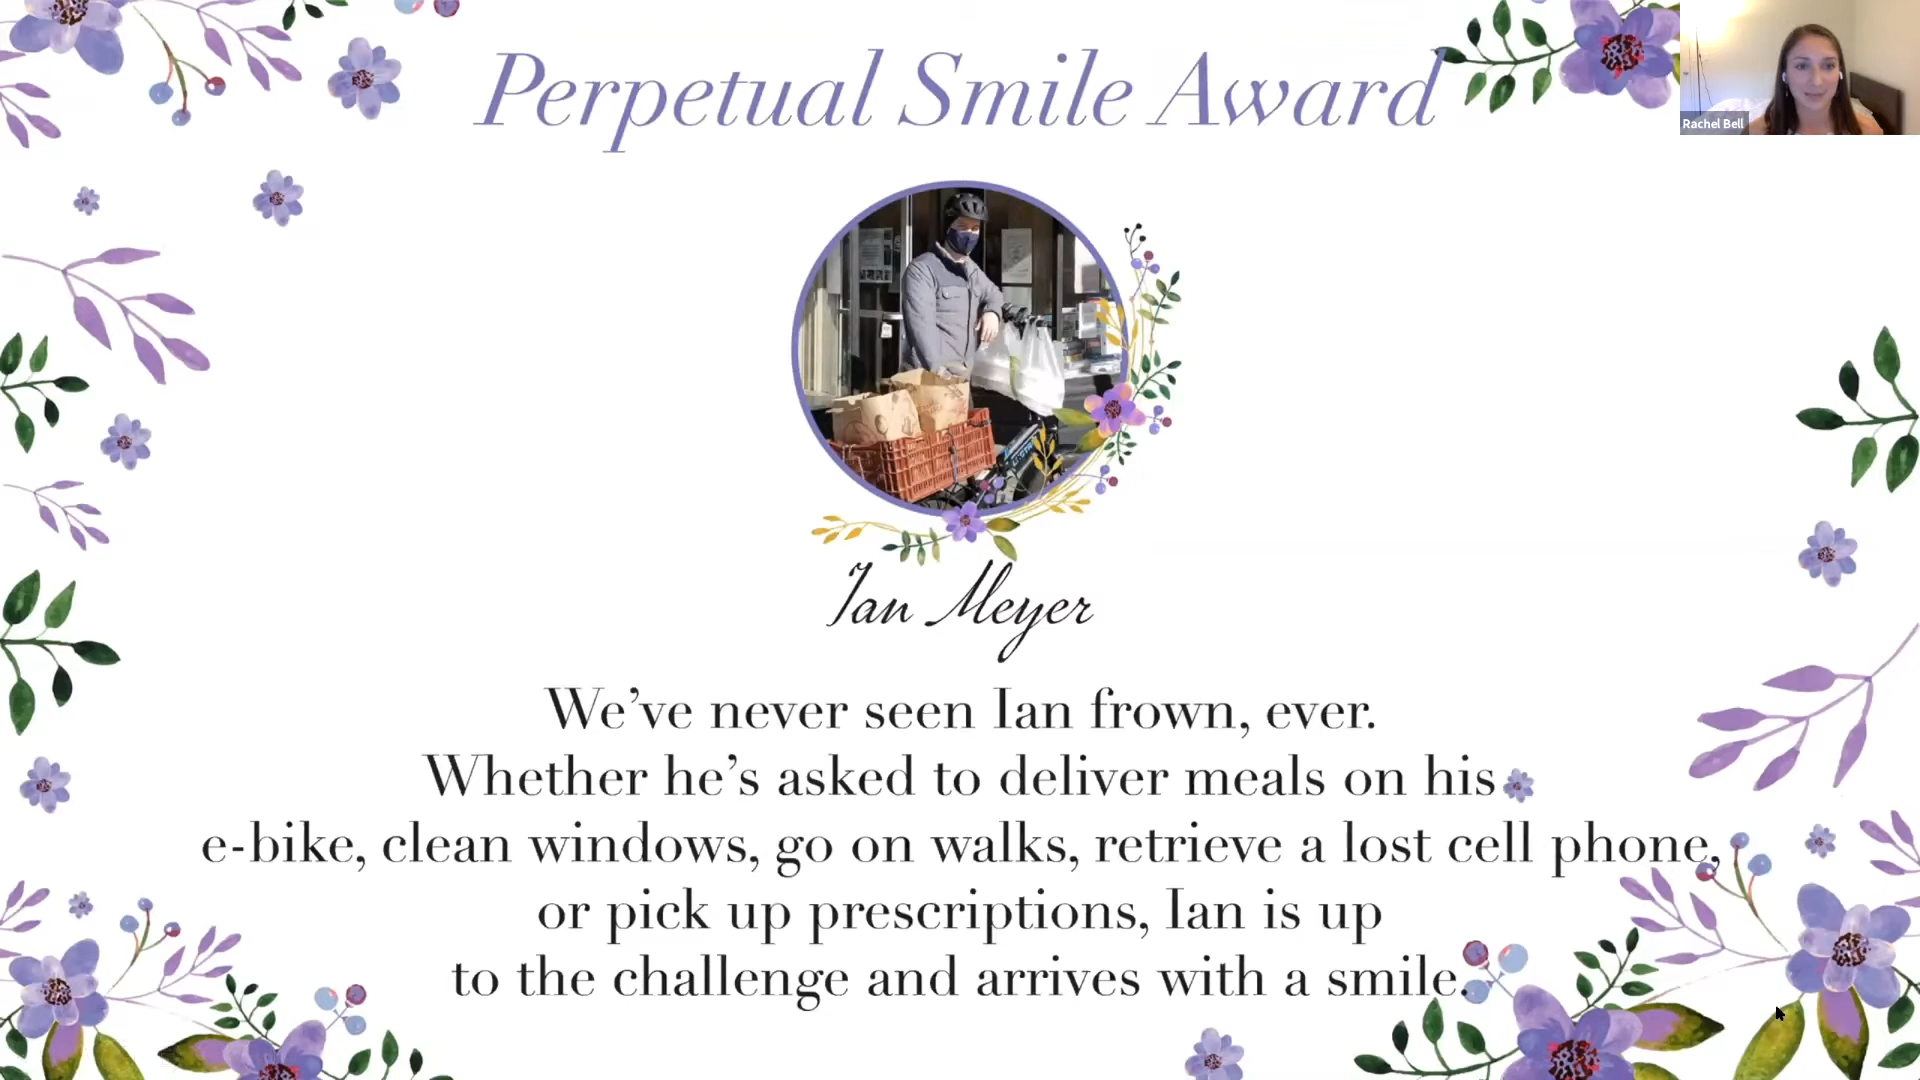 Perpetual Smile Award
Rachel Bell
Ian Meyer
We've never seen Ian frown, ever.
Whether he's asked to deliver meals on his
e-bike, clean windows, go on walks, retrieve a lost cell phone,
or pick up prescriptions, Ian is up
to the challenge and arrives with a smile.